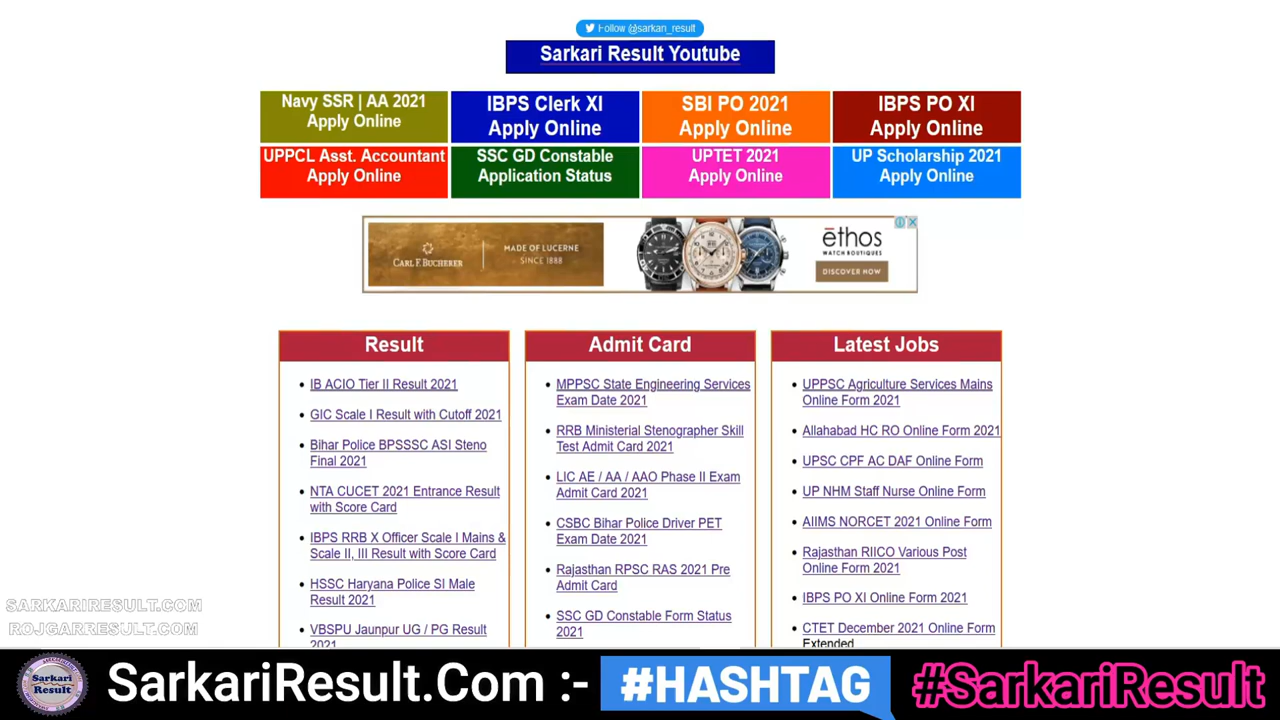 Follow @sarkari_result
Sarkari Result Youtube
Navy SSR | AA 2021
Apply Online
IBPS Clerk XI
Apply Online
SBI PO 2021
Apply Online
IBPS PO XI
Apply Online
UPPCL Asst. Accountant
Apply Online
SSC GD Constable
Application Status
UPTET 2021
Apply Online
UP Scholarship 2021
Apply Online
CARL F. BUCHERER
MADE OF LUCERNE
SINCE 1888
ēthos
WATCH BOUTIQUES
DISCOVER NOW
Result
IB ACIO Tier II Result 2021
GIC Scale I Result with Cutoff 2021
Bihar Police BPSSSC ASI Steno
Final 2021
NTA CUCET 2021 Entrance Result
with Score Card
IBPS RRB X Officer Scale I Mains &
Scale II, III Result with Score Card
HSSC Haryana Police SI Male
Result 2021
VBSPU Jaunpur UG / PG Result
2021
Admit Card
MPPSC State Engineering Services
Exam Date 2021
RRB Ministerial Stenographer Skill
Test Admit Card 2021
LIC AE / AA / AAO Phase II Exam
Admit Card 2021
CSBC Bihar Police Driver PET
Exam Date 2021
Rajasthan RPSC RAS 2021 Pre
Admit Card
SSC GD Constable Form Status
2021
Latest Jobs
UPPSC Agriculture Services Mains
Online Form 2021
Allahabad HC RO Online Form 2021
UPSC CPF AC DAF Online Form
UP NHM Staff Nurse Online Form
AIIMS NORCET 2021 Online Form
Rajasthan RIICO Various Post
Online Form 2021
IBPS PO XI Online Form 2021
CTET December 2021 Online Form
Extended
SARKARIRESULT.COM
ROJGARRESULT.COM
Sarkari
Result
SarkariResult.Com :-
#HASHTAG
#SarkariResult